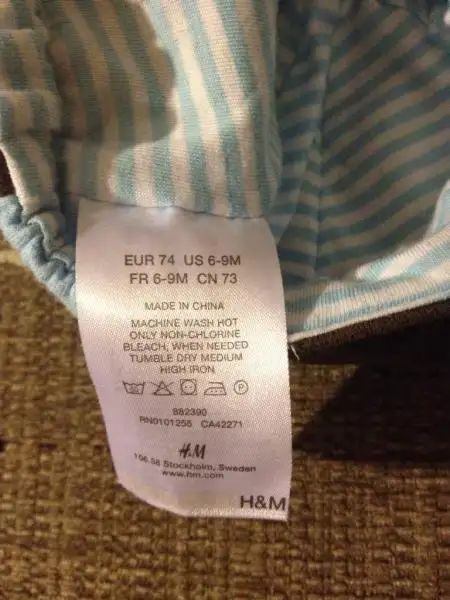 EUR 74 US 6-9M
FR 6-9M CN 73
MADE IN CHINA
MACHINE WASH HOT
ONLY NON-CHLORINE
BLEACH, WHEN NEEDED
TUMBLE DRY MEDIUM
HIGH IRON
P
882390
RN0101255 CA42271
H&M
106 38 Stockholm, Sweden
www.hm.com
H&M